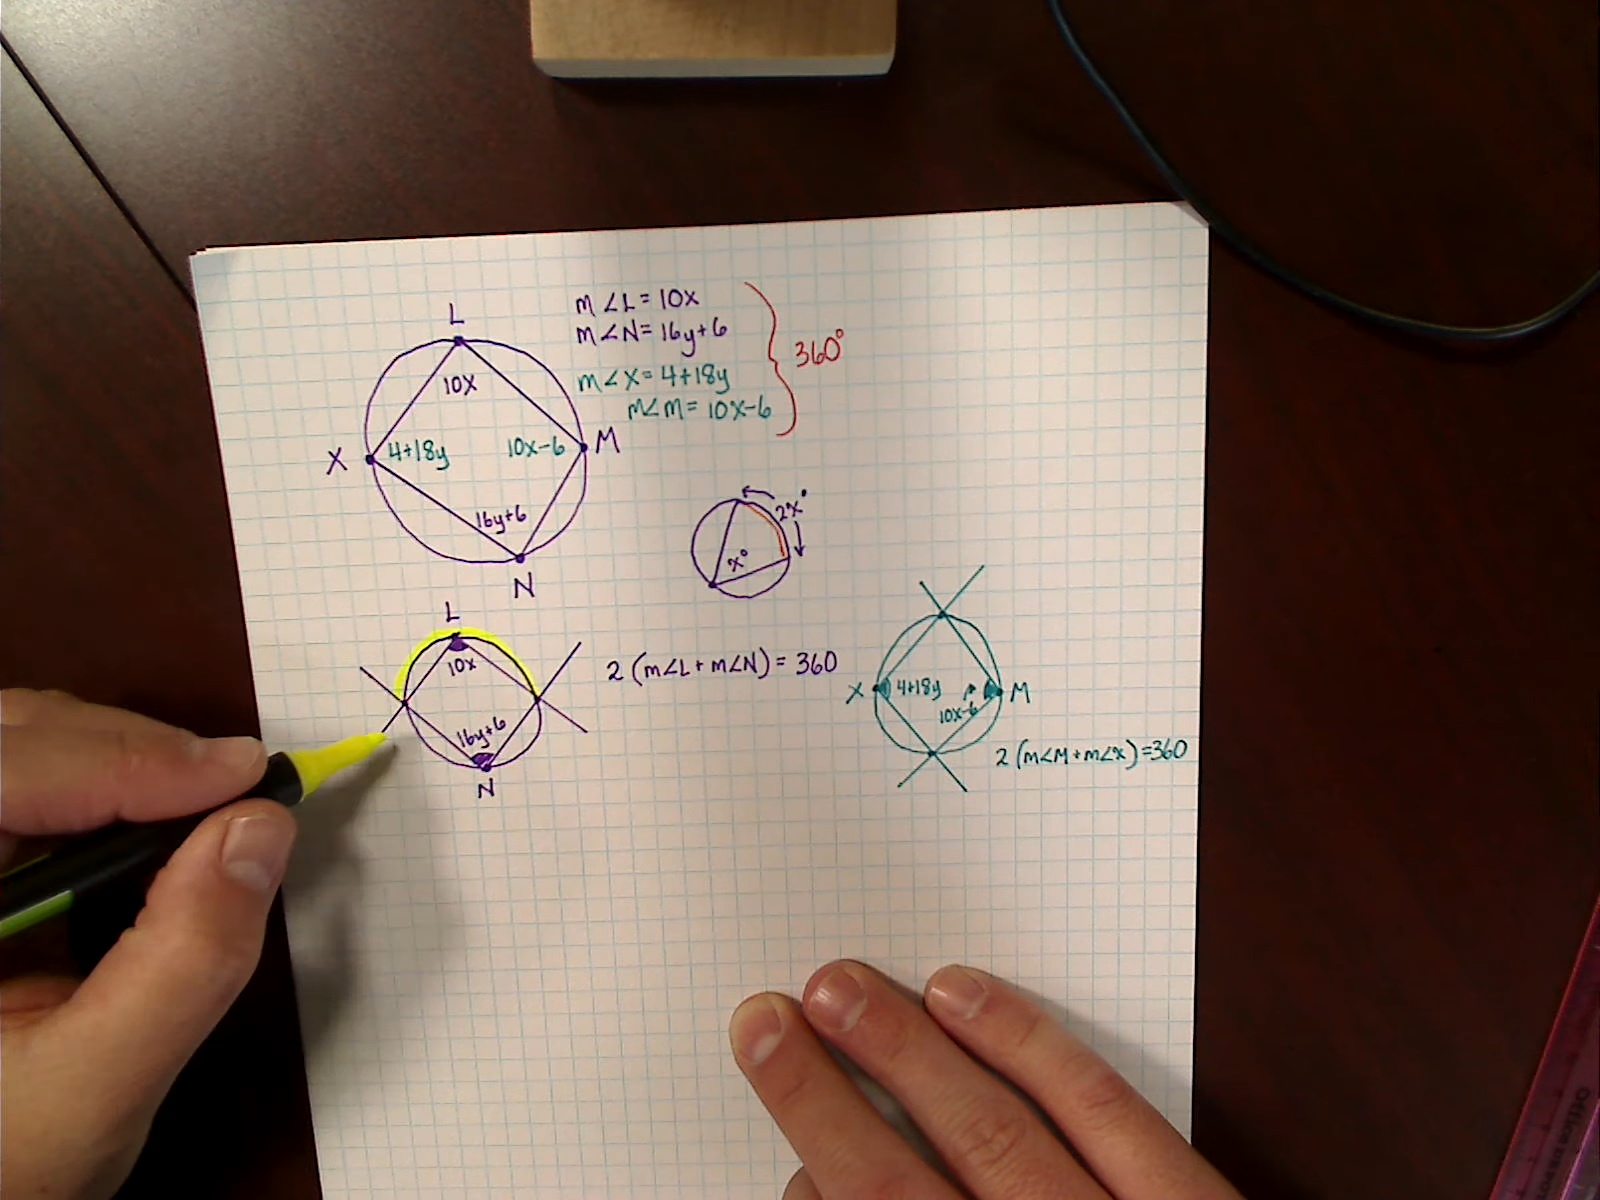 L
m∠L = 10x
m∠N = 16y+6
m∠X = 4+18y
m∠M = 10x-6
360°
10x
X
4+18y
10x-6
M
16y+6
N
2x°
x°
L
10x
16y+6
N
2 (m∠L + m∠N) = 360
X
4+18y
10x-6
M
2 (m∠M + m∠X) = 360